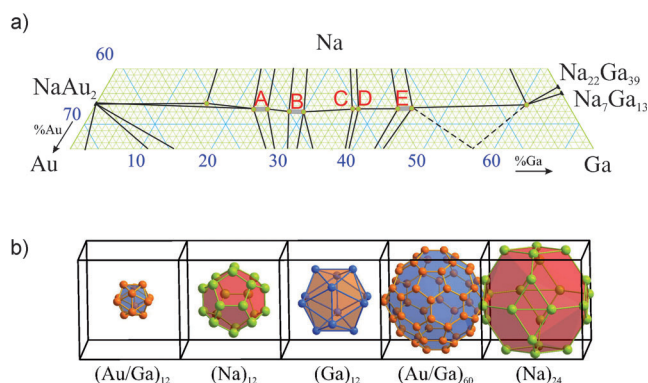 a)
Na
60
NaAu₂
A B C D E
Na₂₂Ga₃₉
Na₇Ga₁₃
70
%Au
Au
10 20 30 40 50 60
%Ga
Ga
b)
(Au/Ga)₁₂ (Na)₁₂ (Ga)₁₂ (Au/Ga)₆₀ (Na)₂₄